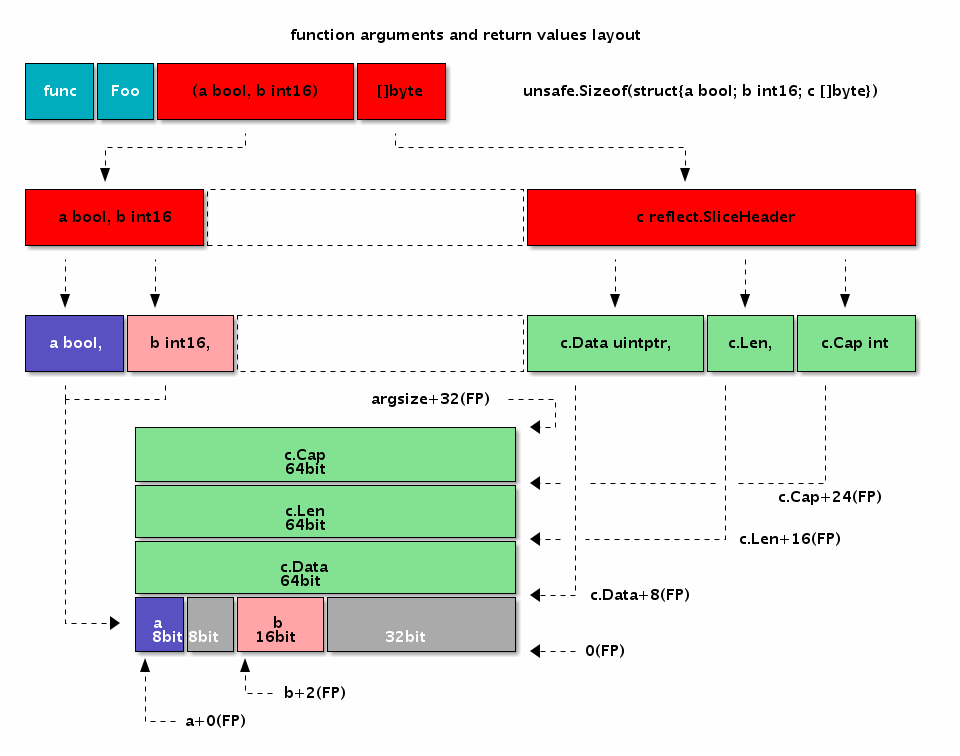 function arguments and return values layout
func Foo (a bool, b int16) []byte unsafe.Sizeof(struct{a bool; b int16; c []byte})
a bool, b int16 c reflect.SliceHeader
a bool, b int16, c.Data uintptr, c.Len, c.Cap int
argsize+32(FP)
c.Cap
64bit
c.Cap+24(FP)
c.Len
64bit
c.Len+16(FP)
c.Data
64bit
c.Data+8(FP)
a b
8bit 8bit 16bit 32bit
0(FP)
b+2(FP)
a+0(FP)